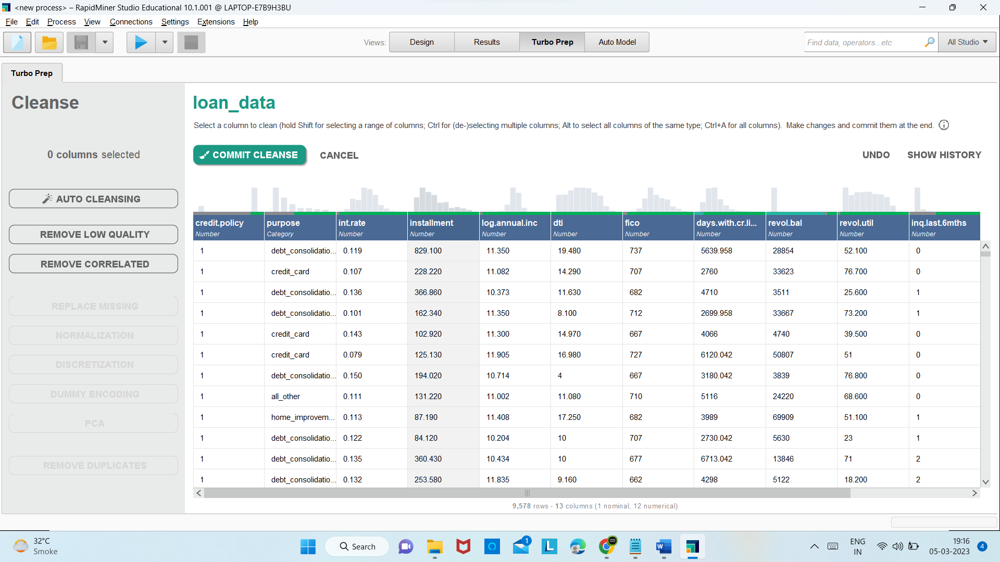 <new process> – RapidMiner Studio Educational 10.1.001 @ LAPTOP-E7B9H3BU
File Edit Process View Connections Settings Extensions Help
Views: Design Results Turbo Prep Auto Model
Find data, operators...etc All Studio
Turbo Prep
Cleanse
0 columns selected
AUTO CLEANSING
REMOVE LOW QUALITY
REMOVE CORRELATED
REPLACE MISSING
NORMALIZATION
DISCRETIZATION
DUMMY ENCODING
PCA
REMOVE DUPLICATES
loan_data
Select a column to clean (hold Shift for selecting a range of columns; Ctrl for (de-)selecting multiple columns; Alt to select all columns of the same type; Ctrl+A for all columns). Make changes and commit them at the end.
COMMIT CLEANSE CANCEL UNDO SHOW HISTORY
credit.policy purpose int.rate installment log.annual.inc dti fico days.with.cr.li... revol.bal revol.util inq.last.6mths
Number Category Number Number Number Number Number Number Number Number Number
1 debt_consolidatio... 0.119 829.100 11.350 19.480 737 5639.958 28854 52.100 0
1 credit_card 0.107 228.220 11.082 14.290 707 2760 33623 76.700 0
1 debt_consolidatio... 0.136 366.860 10.373 11.630 682 4710 3511 25.600 1
1 debt_consolidatio... 0.101 162.340 11.350 8.100 712 2699.958 33667 73.200 1
1 credit_card 0.143 102.920 11.300 14.970 667 4066 4740 39.500 0
1 credit_card 0.079 125.130 11.905 16.980 727 6120.042 50807 51 0
1 debt_consolidatio... 0.150 194.020 10.714 4 667 3180.042 3839 76.800 0
1 all_other 0.111 131.220 11.002 11.080 710 5116 24220 68.600 0
1 home_improvem... 0.113 87.190 11.408 17.250 682 3989 69909 51.100 1
1 debt_consolidatio... 0.122 84.120 10.204 10 707 2730.042 5630 23 1
1 debt_consolidatio... 0.135 360.430 10.434 10 677 6713.042 13846 71 2
1 debt_consolidatio... 0.132 253.580 11.835 9.160 662 4298 5122 18.200 2
9,578 rows - 13 columns (1 nominal, 12 numerical)
32°C
Smoke
Search
1
L
W
ENG
IN
19:16
05-03-2023
4